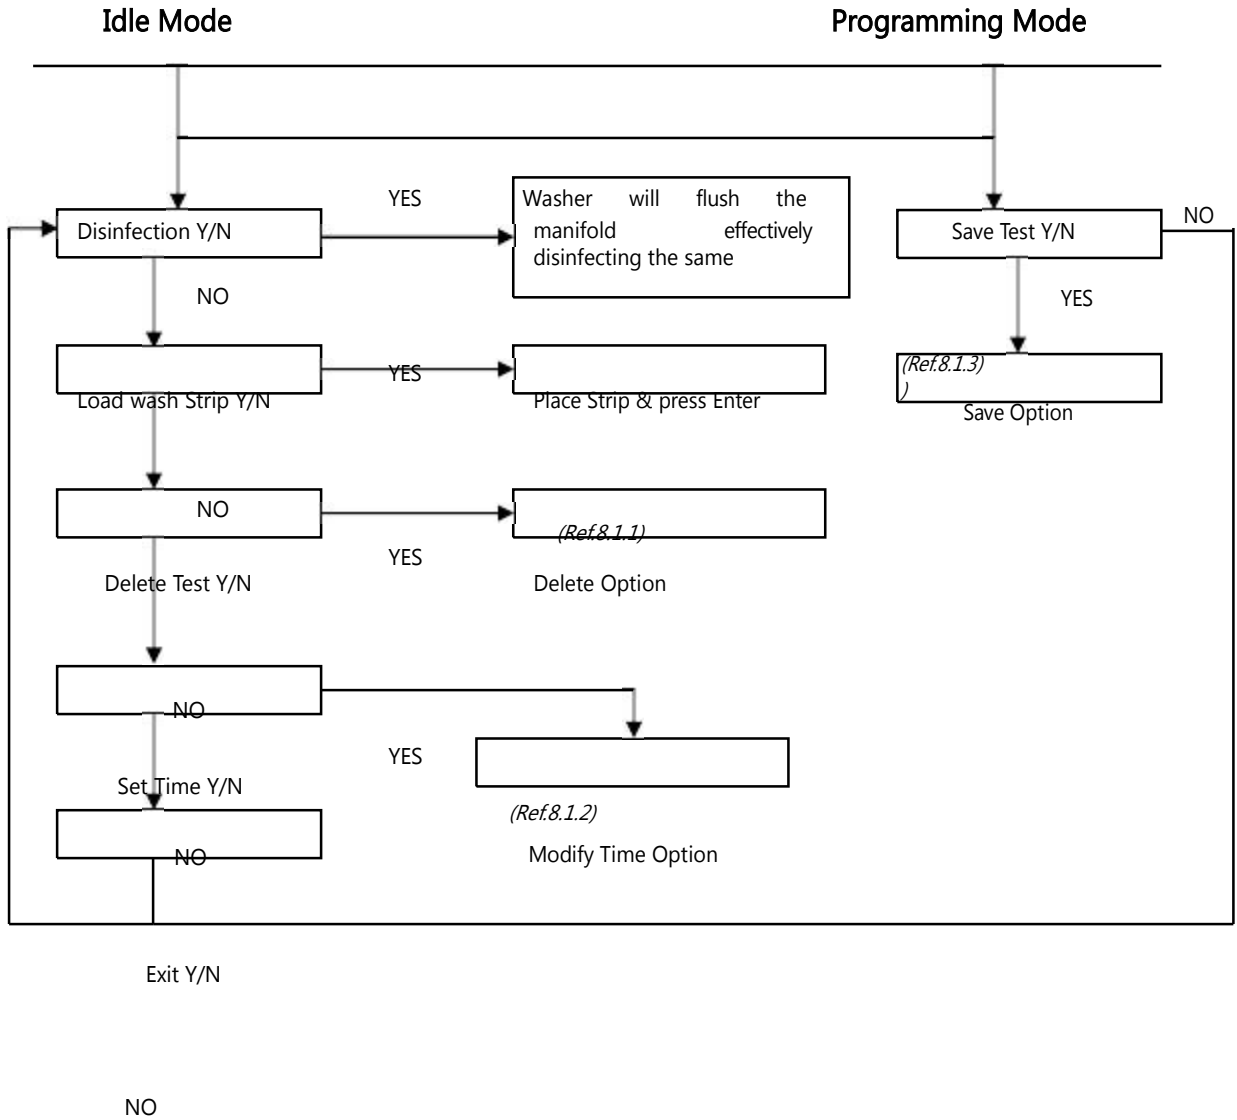 Idle Mode
Programming Mode
YES
Washer will flush the
manifold effectively
disinfecting the same
Disinfection Y/N
Save Test Y/N
NO
NO
YES
Load wash Strip Y/N
YES
Place Strip & press Enter
(Ref.8.1.3)
)
Save Option
NO
YES
(Ref.8.1.1)
Delete Test Y/N
Delete Option
NO
YES
Set Time Y/N
(Ref.8.1.2)
NO
Modify Time Option
Exit Y/N
NO